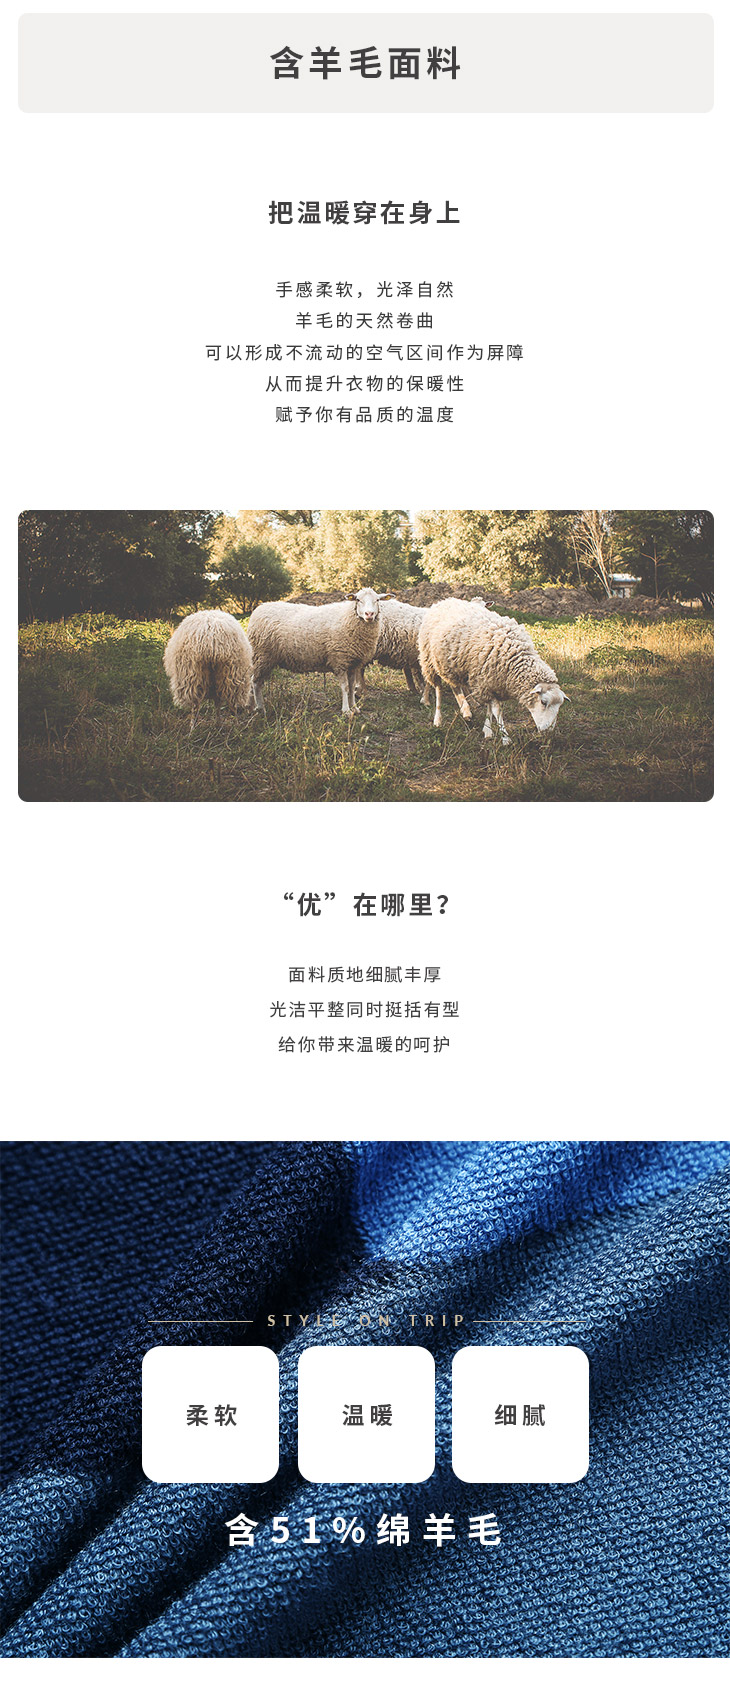 含羊毛面料
把温暖穿在身上
手感柔软，光泽自然
羊毛的天然卷曲
可以形成不流动的空气区间作为屏障
从而提升衣物的保暖性
赋予你有品质的温度
“优”在哪里？
面料质地细腻丰厚
光洁平整同时挺括有型
给你带来温暖的呵护
STYLE ON TRIP
柔软
温暖
细腻
含51%绵羊毛